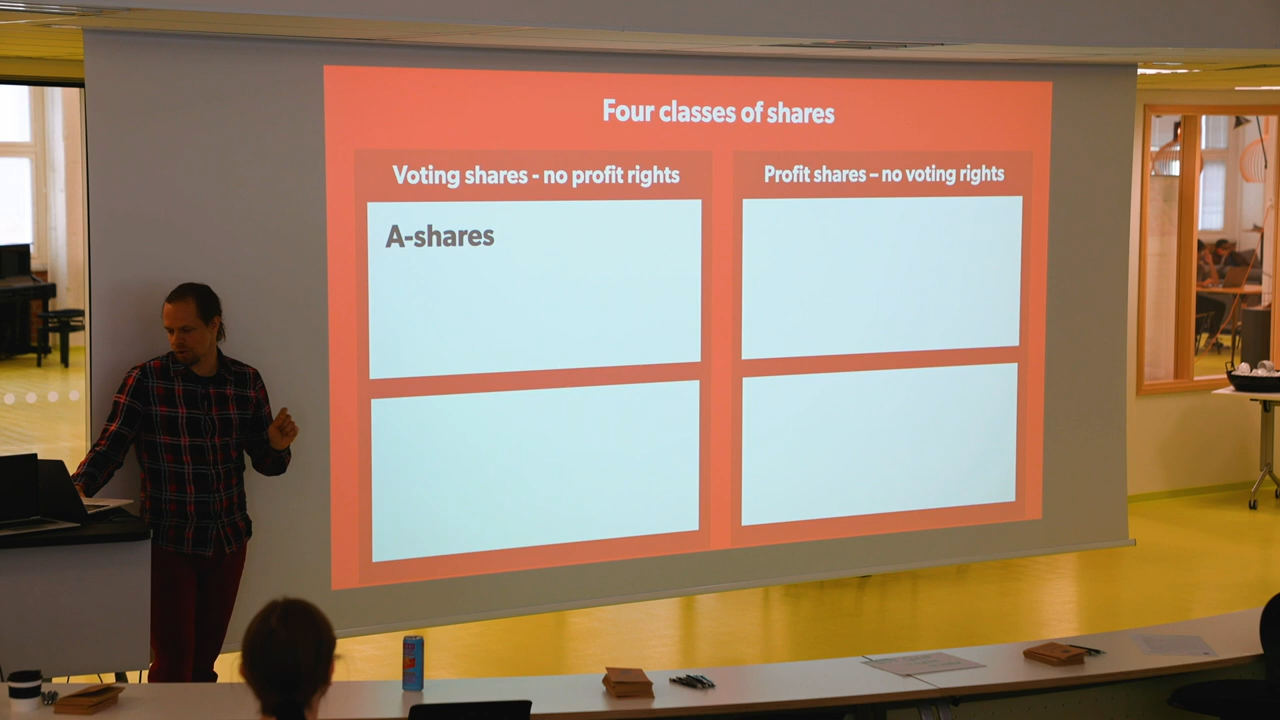 Four classes of shares
Voting shares - no profit rights
Profit shares – no voting rights
A-shares